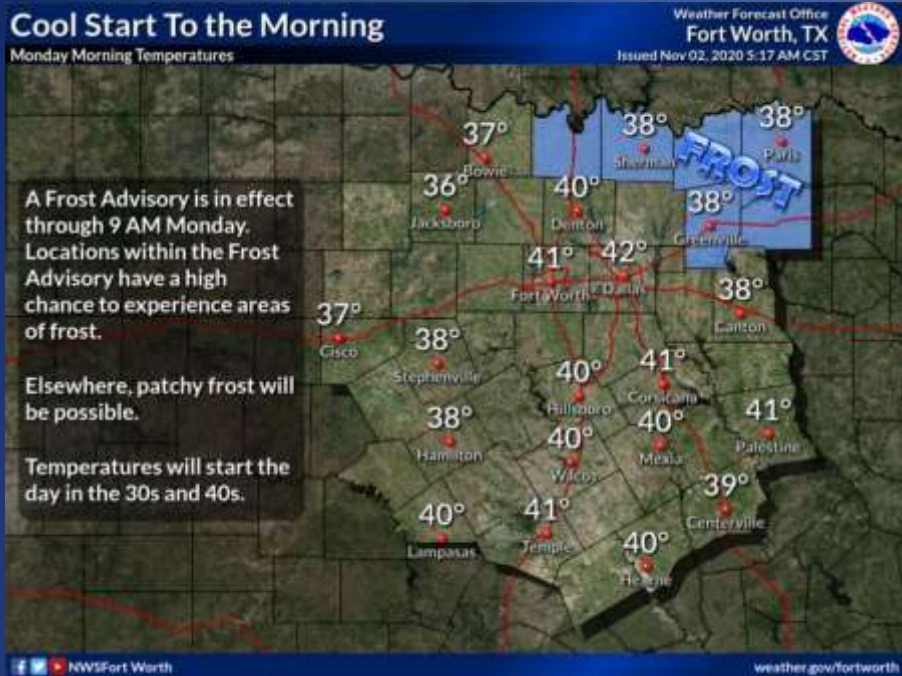 Cool Start To the Morning
Monday Morning Temperatures
Weather Forecast Office
Fort Worth, TX
Issued Nov 02, 2020 5:17 AM CST
A Frost Advisory is in effect
through 9 AM Monday.
Locations within the Frost
Advisory have a high
chance to experience areas
of frost.
Elsewhere, patchy frost will
be possible.
Temperatures will start the
day in the 30s and 40s.
37°
Bowie
38°
Sherman
38°
Paris
FROST
36°
Jacksboro
40°
Denton
38°
Greenville
41°
Fort Worth
42°
Dallas
38°
Canton
37°
Cisco
38°
Stephenville
40°
Hillsboro
41°
Corsicana
38°
Hamilton
40°
40°
Mexia
41°
Palestine
39°
Centerville
40°
Lampasas
41°
Temple
40°
Hearne
NWSFort Worth
weather.gov/fortworth